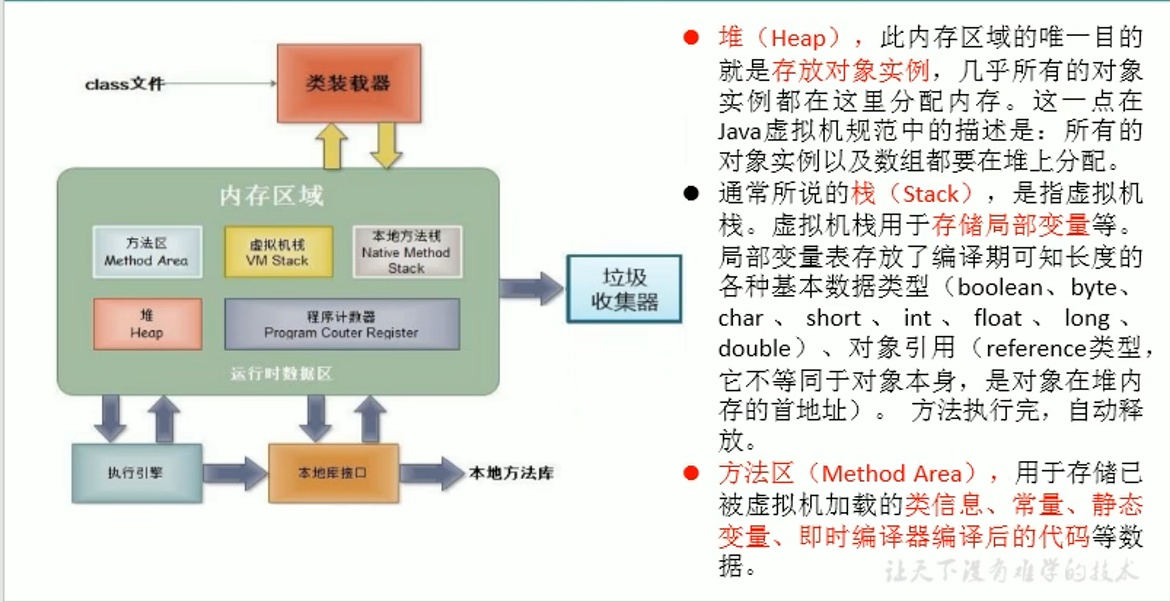 class文件
类装载器
内存区域
方法区
Method Area
虚拟机栈
VM Stack
本地方法栈
Native Method
Stack
堆
Heap
程序计数器
Program Couter Register
运行时数据区
垃圾
收集器
执行引擎
本地库接口
本地方法库
● 堆（Heap），此内存区域的唯一目的
就是存放对象实例，几乎所有的对象
实例都在这里分配内存。这一点在
Java虚拟机规范中的描述是：所有的
对象实例以及数组都要在堆上分配。
● 通常所说的栈（Stack），是指虚拟机
栈。虚拟机栈用于存储局部变量等。
局部变量表存放了编译期可知长度的
各种基本数据类型（boolean、byte、
char、short、int、float、long、
double）、对象引用（reference类型，
它不等同于对象本身，是对象在堆内
存的首地址）。 方法执行完，自动释
放。
● 方法区（Method Area），用于存储已
被虚拟机加载的类信息、常量、静态
变量、即时编译器编译后的代码等数
据。
让天下没有难学的技术